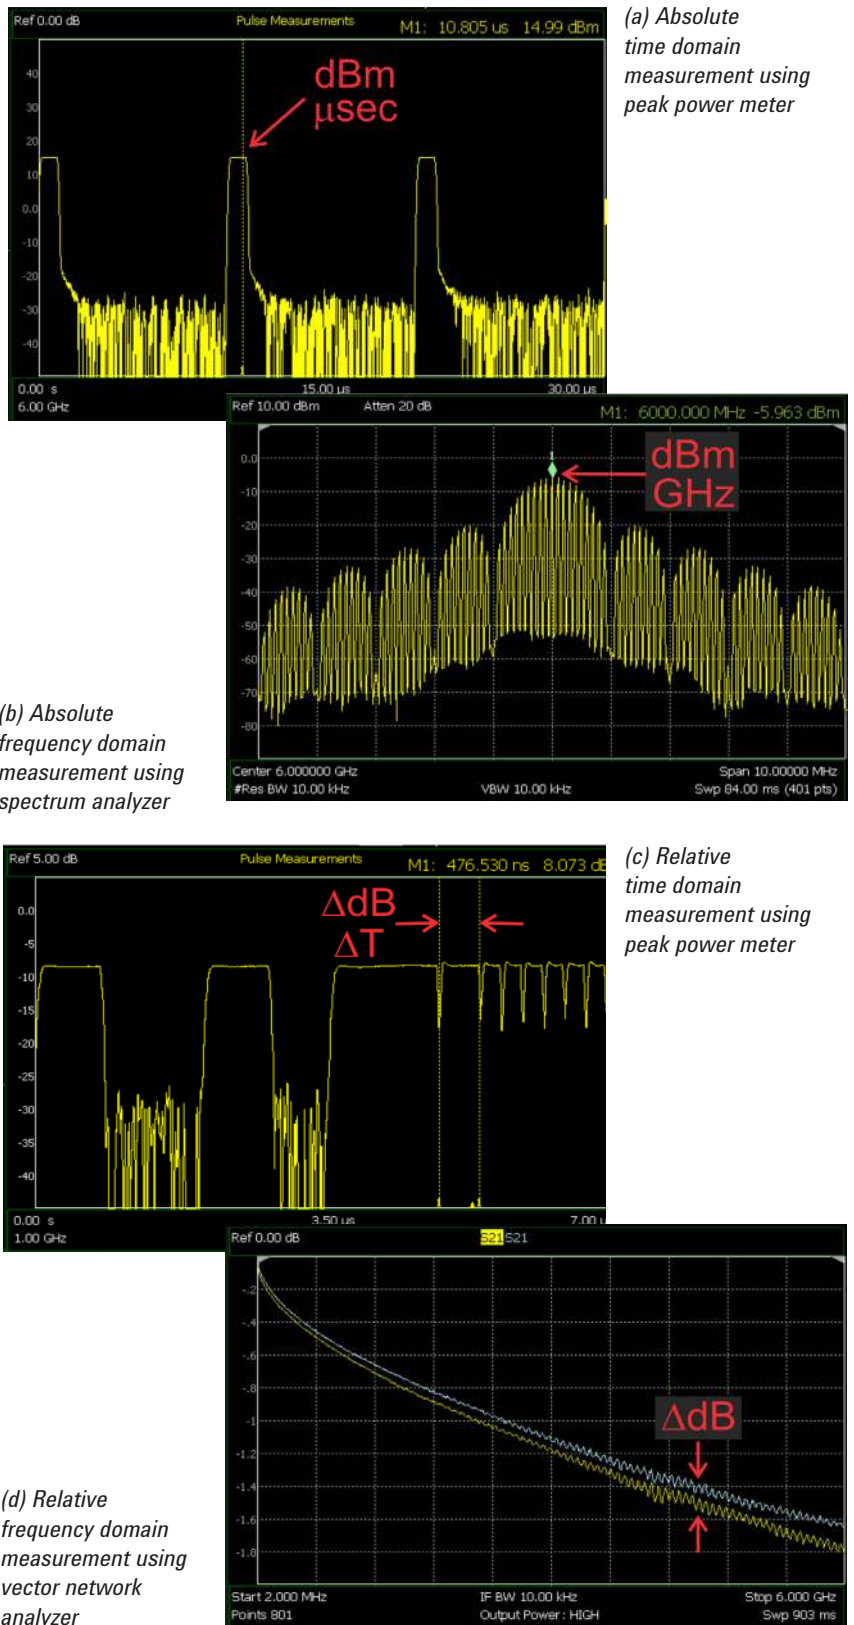 Ref 0.00 dB Pulse Measurements M1: 10.805 us 14.99 dBm
40
30
20
10
0.0
-10
-20
-30
-40
dBm
μsec
0.00 s 15.00 µs 30.00 µs
6.00 GHz
(a) Absolute
time domain
measurement using
peak power meter
Ref 10.00 dBm Atten 20 dB M1: 6000.000 MHz -5.963 dBm
0.0
-10
-20
-30
-40
-50
-60
-70
-80
1
dBm
GHz
Center 6.000000 GHz Span 10.00000 MHz
#Res BW 10.00 kHz VBW 10.00 kHz Swp 84.00 ms (401 pts)
(b) Absolute
frequency domain
measurement using
spectrum analyzer
Ref 5.00 dB Pulse Measurements M1: 476.530 ns 8.073 dB
0.0
-5
-10
-15
-20
-25
-30
-35
-40
ΔdB
ΔT
0.00 s 3.50 µs 7.00 µ
1.00 GHz
(c) Relative
time domain
measurement using
peak power meter
Ref 0.00 dB S21 S21
-.2
-.4
-.6
-.8
-1
-1.2
-1.4
-1.6
-1.8
ΔdB
Start 2.000 MHz IF BW 10.00 kHz Stop 6.000 GHz
Points 801 Output Power: HIGH Swp 903 ms
(d) Relative
frequency domain
measurement using
vector network
analyzer